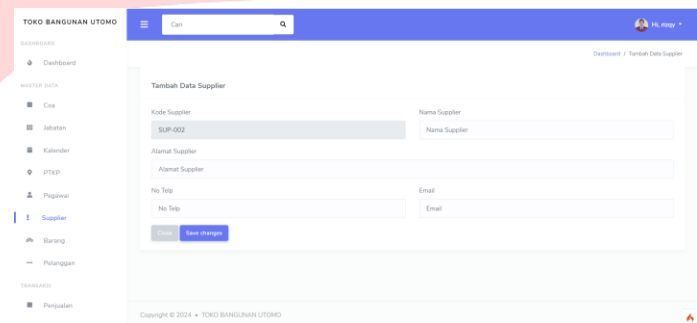 TOKO BANGUNAN UTOMO
Cari
Hi, rizqy
DASHBOARD
Dashboard
Dashboard / Tambah Data Supplier
MASTER DATA
Coa
Jabatan
Kalender
PTKP
Pegawai
Supplier
Barang
Pelanggan
TRANSAKSI
Penjualan
Tambah Data Supplier
Kode Supplier
Nama Supplier
SUP-002
Nama Supplier
Alamat Supplier
Alamat Supplier
No Telp
Email
No Telp
Email
Close
Save changes
Copyright © 2024 • TOKO BANGUNAN UTOMO